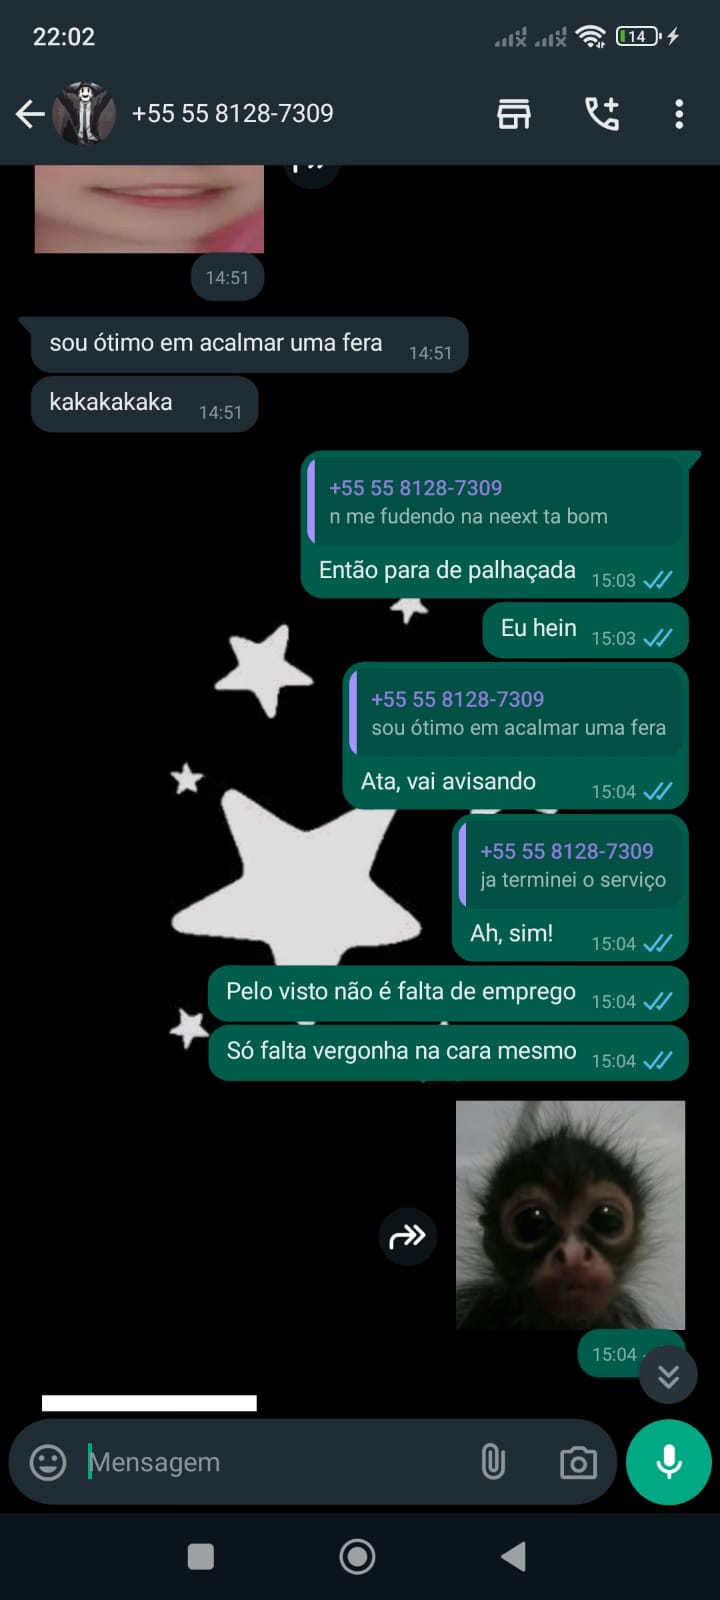 22:02
14
+55 55 8128-7309
14:51
sou ótimo em acalmar uma fera 14:51
kakakakaka 14:51
+55 55 8128-7309
n me fudendo na neext ta bom
Então para de palhaçada 15:03
Eu hein 15:03
+55 55 8128-7309
sou ótimo em acalmar uma fera
Ata, vai avisando 15:04
+55 55 8128-7309
ja terminei o serviço
Ah, sim! 15:04
Pelo visto não é falta de emprego 15:04
Só falta vergonha na cara mesmo 15:04
15:04
Mensagem